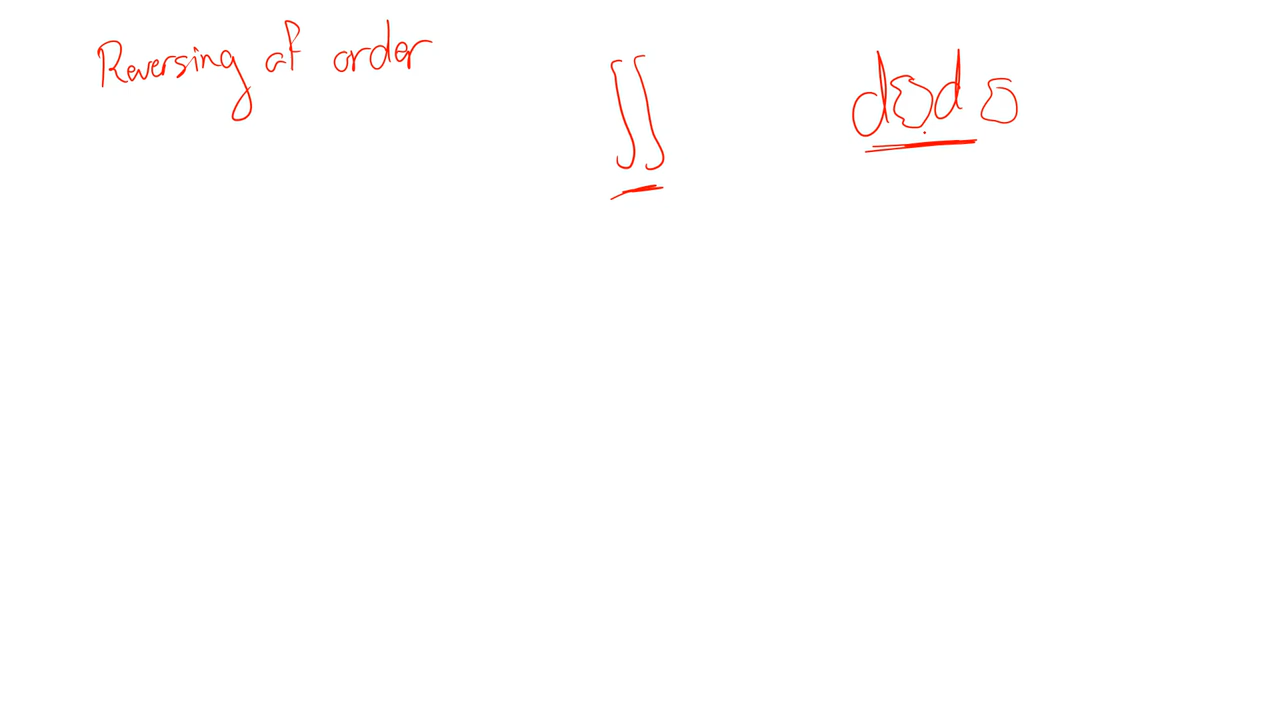 Reversing of order
∬ d□d□